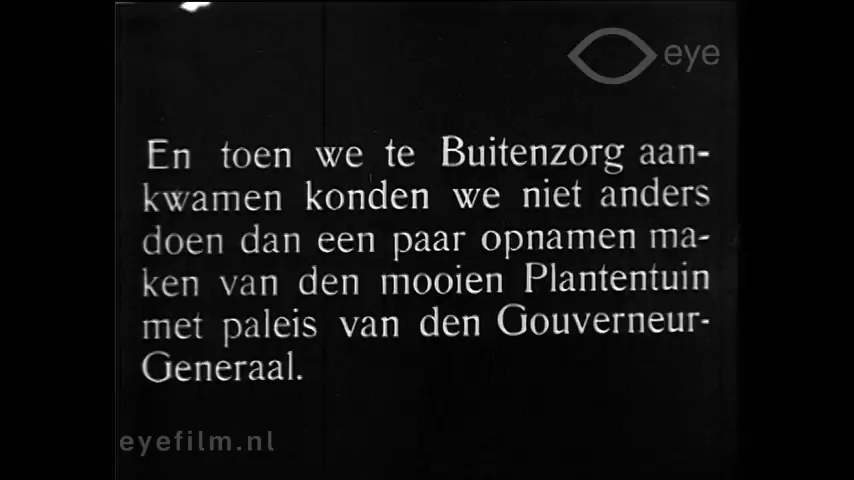 eye
En toen we te Buitenzorg aan-
kwamen konden we niet anders
doen dan een paar opnamen ma-
ken van den mooien Plantentuin
met paleis van den Gouverneur-
Generaal.
eyefilm.nl